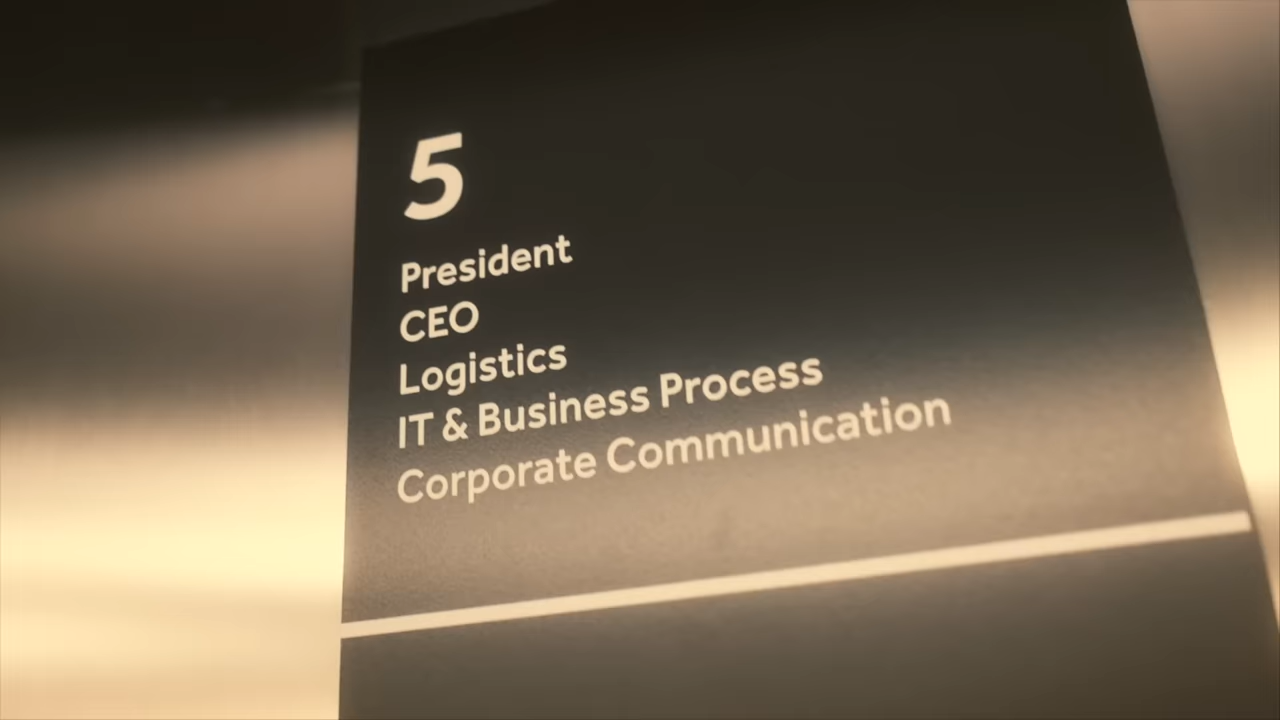 5
President
CEO
Logistics
IT & Business Process
Corporate Communication